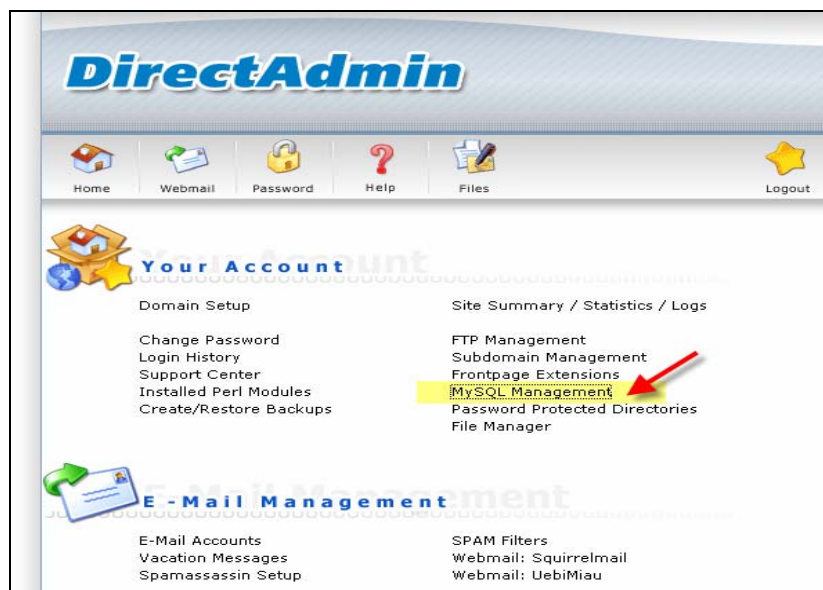 DirectAdmin
Home Webmail Password Help Files Logout
Your Account
Domain Setup
Change Password
Login History
Support Center
Installed Perl Modules
Create/Restore Backups
Site Summary / Statistics / Logs
FTP Management
Subdomain Management
Frontpage Extensions
MySQL Management
Password Protected Directories
File Manager
E-Mail Management
E-Mail Accounts
Vacation Messages
Spamassassin Setup
SPAM Filters
Webmail: Squirrelmail
Webmail: UebiMiau